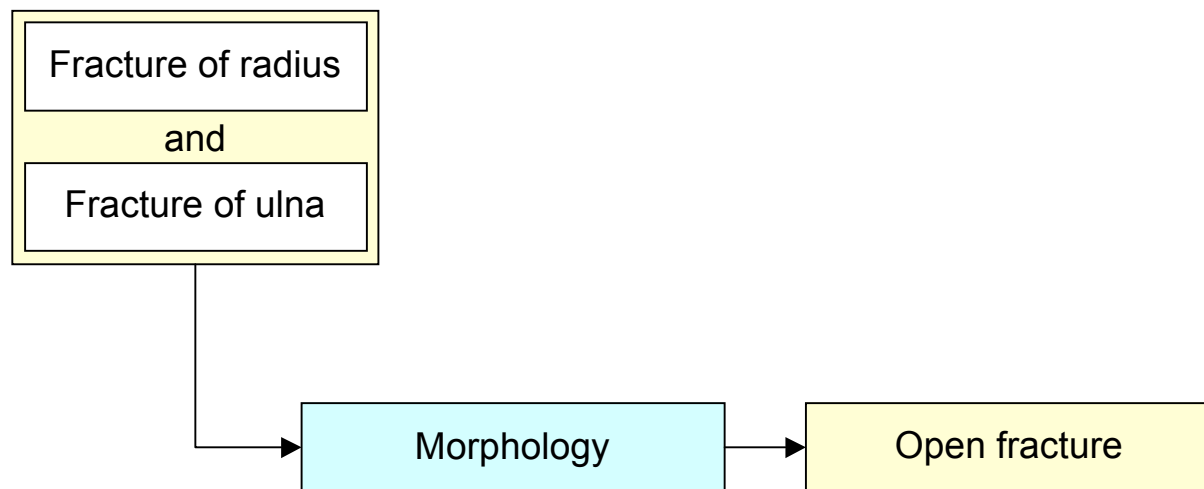 Fracture of radius
and
Fracture of ulna
Morphology
Open fracture